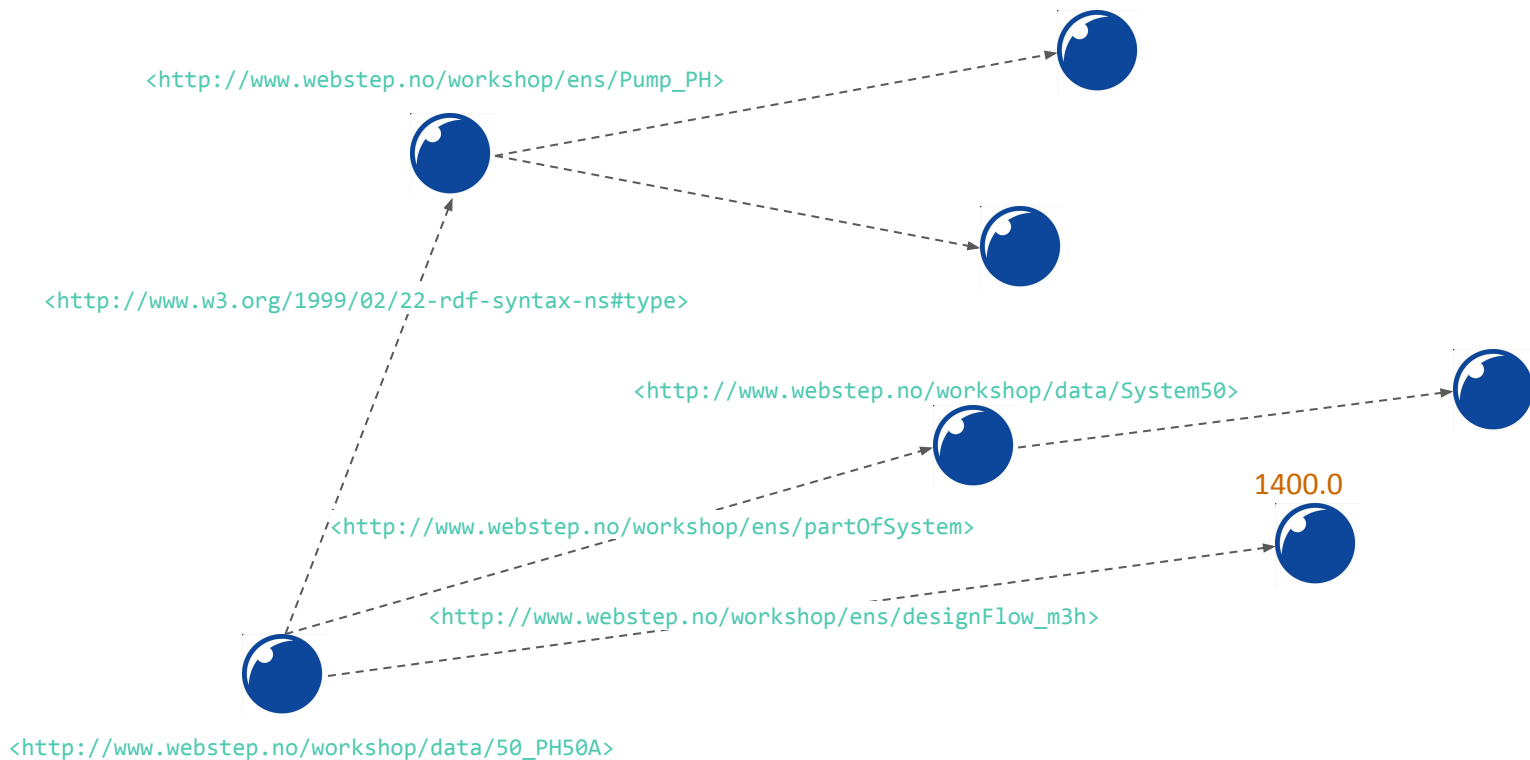 <http://www.webstep.no/workshop/ens/Pump_PH>
<http://www.w3.org/1999/02/22-rdf-syntax-ns#type>
<http://www.webstep.no/workshop/data/System50>
1400.0
<http://www.webstep.no/workshop/ens/partOfSystem>
<http://www.webstep.no/workshop/ens/designFlow_m3h>
<http://www.webstep.no/workshop/data/50_PH50A>